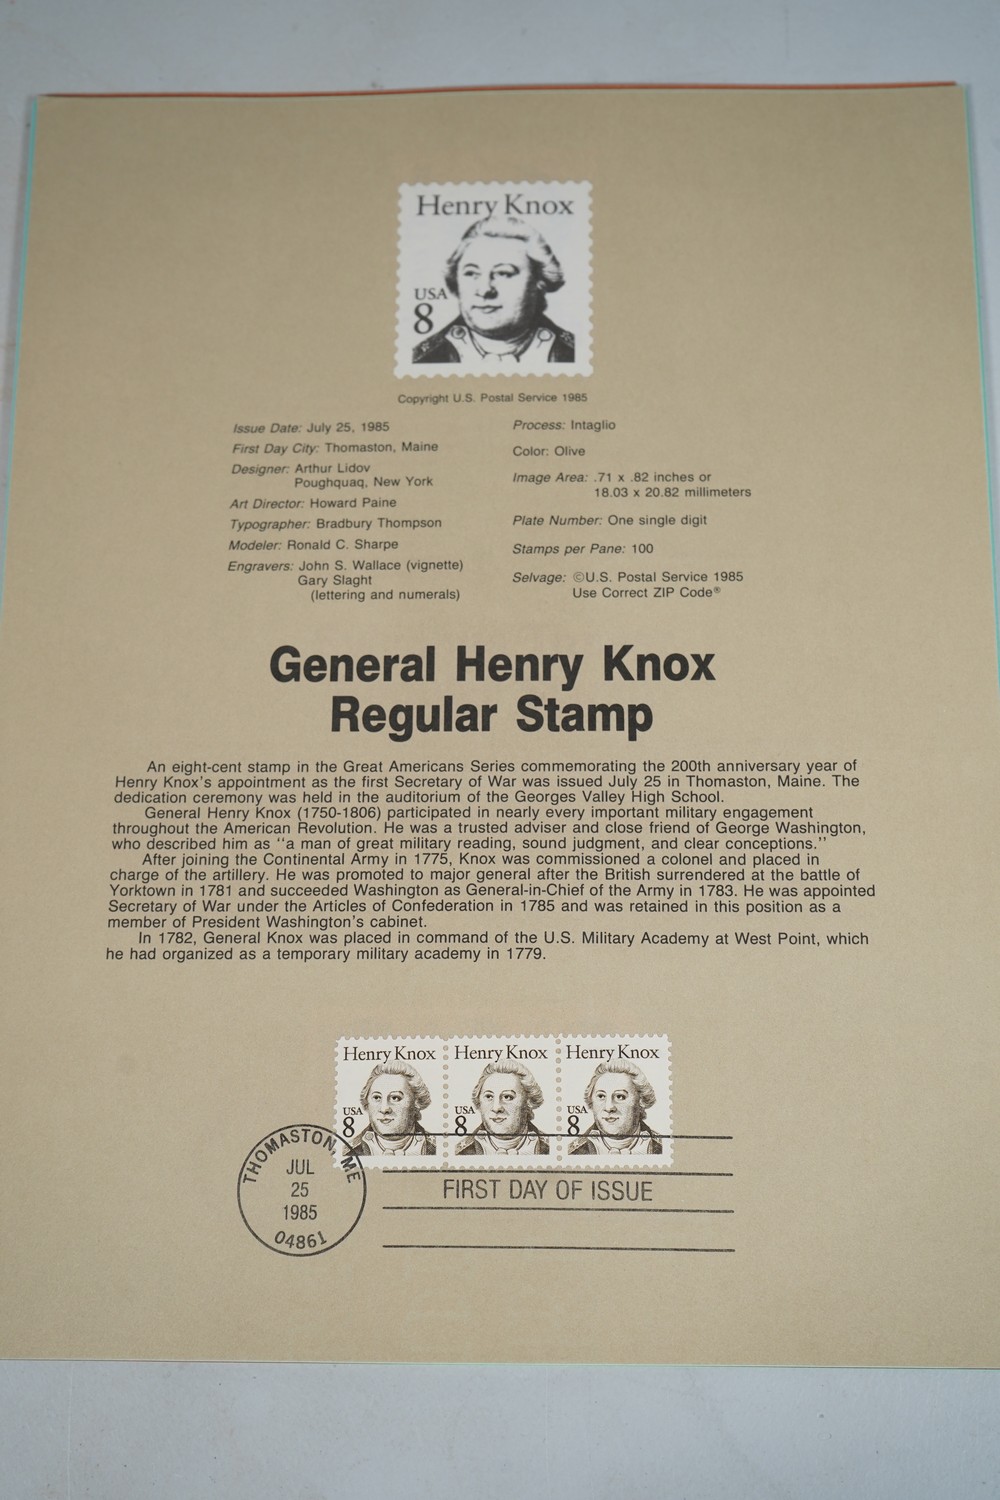 Henry Knox
USA
8
Copyright U.S. Postal Service 1985
Issue Date: July 25, 1985
First Day City: Thomaston, Maine
Designer: Arthur Lidov
Poughquaq, New York
Art Director: Howard Paine
Typographer: Bradbury Thompson
Modeler: Ronald C. Sharpe
Engravers: John S. Wallace (vignette)
Gary Slaght
(lettering and numerals)
Process: Intaglio
Color: Olive
Image Area: .71 x .82 inches or
18.03 x 20.82 millimeters
Plate Number: One single digit
Stamps per Pane: 100
Selvage: ©U.S. Postal Service 1985
Use Correct ZIP Code®
General Henry Knox
Regular Stamp
An eight-cent stamp in the Great Americans Series commemorating the 200th anniversary year of
Henry Knox's appointment as the first Secretary of War was issued July 25 in Thomaston, Maine. The
dedication ceremony was held in the auditorium of the Georges Valley High School.
General Henry Knox (1750-1806) participated in nearly every important military engagement
throughout the American Revolution. He was a trusted adviser and close friend of George Washington,
who described him as "a man of great military reading, sound judgment, and clear conceptions."
After joining the Continental Army in 1775, Knox was commissioned a colonel and placed in
charge of the artillery. He was promoted to major general after the British surrendered at the battle of
Yorktown in 1781 and succeeded Washington as General-in-Chief of the Army in 1783. He was appointed
Secretary of War under the Articles of Confederation in 1785 and was retained in this position as a
member of President Washington's cabinet.
In 1782, General Knox was placed in command of the U.S. Military Academy at West Point, which
he had organized as a temporary military academy in 1779.
Henry Knox Henry Knox Henry Knox
USA USA USA
8 8 8
THOMASTON, ME
JUL
25
1985
04861
FIRST DAY OF ISSUE